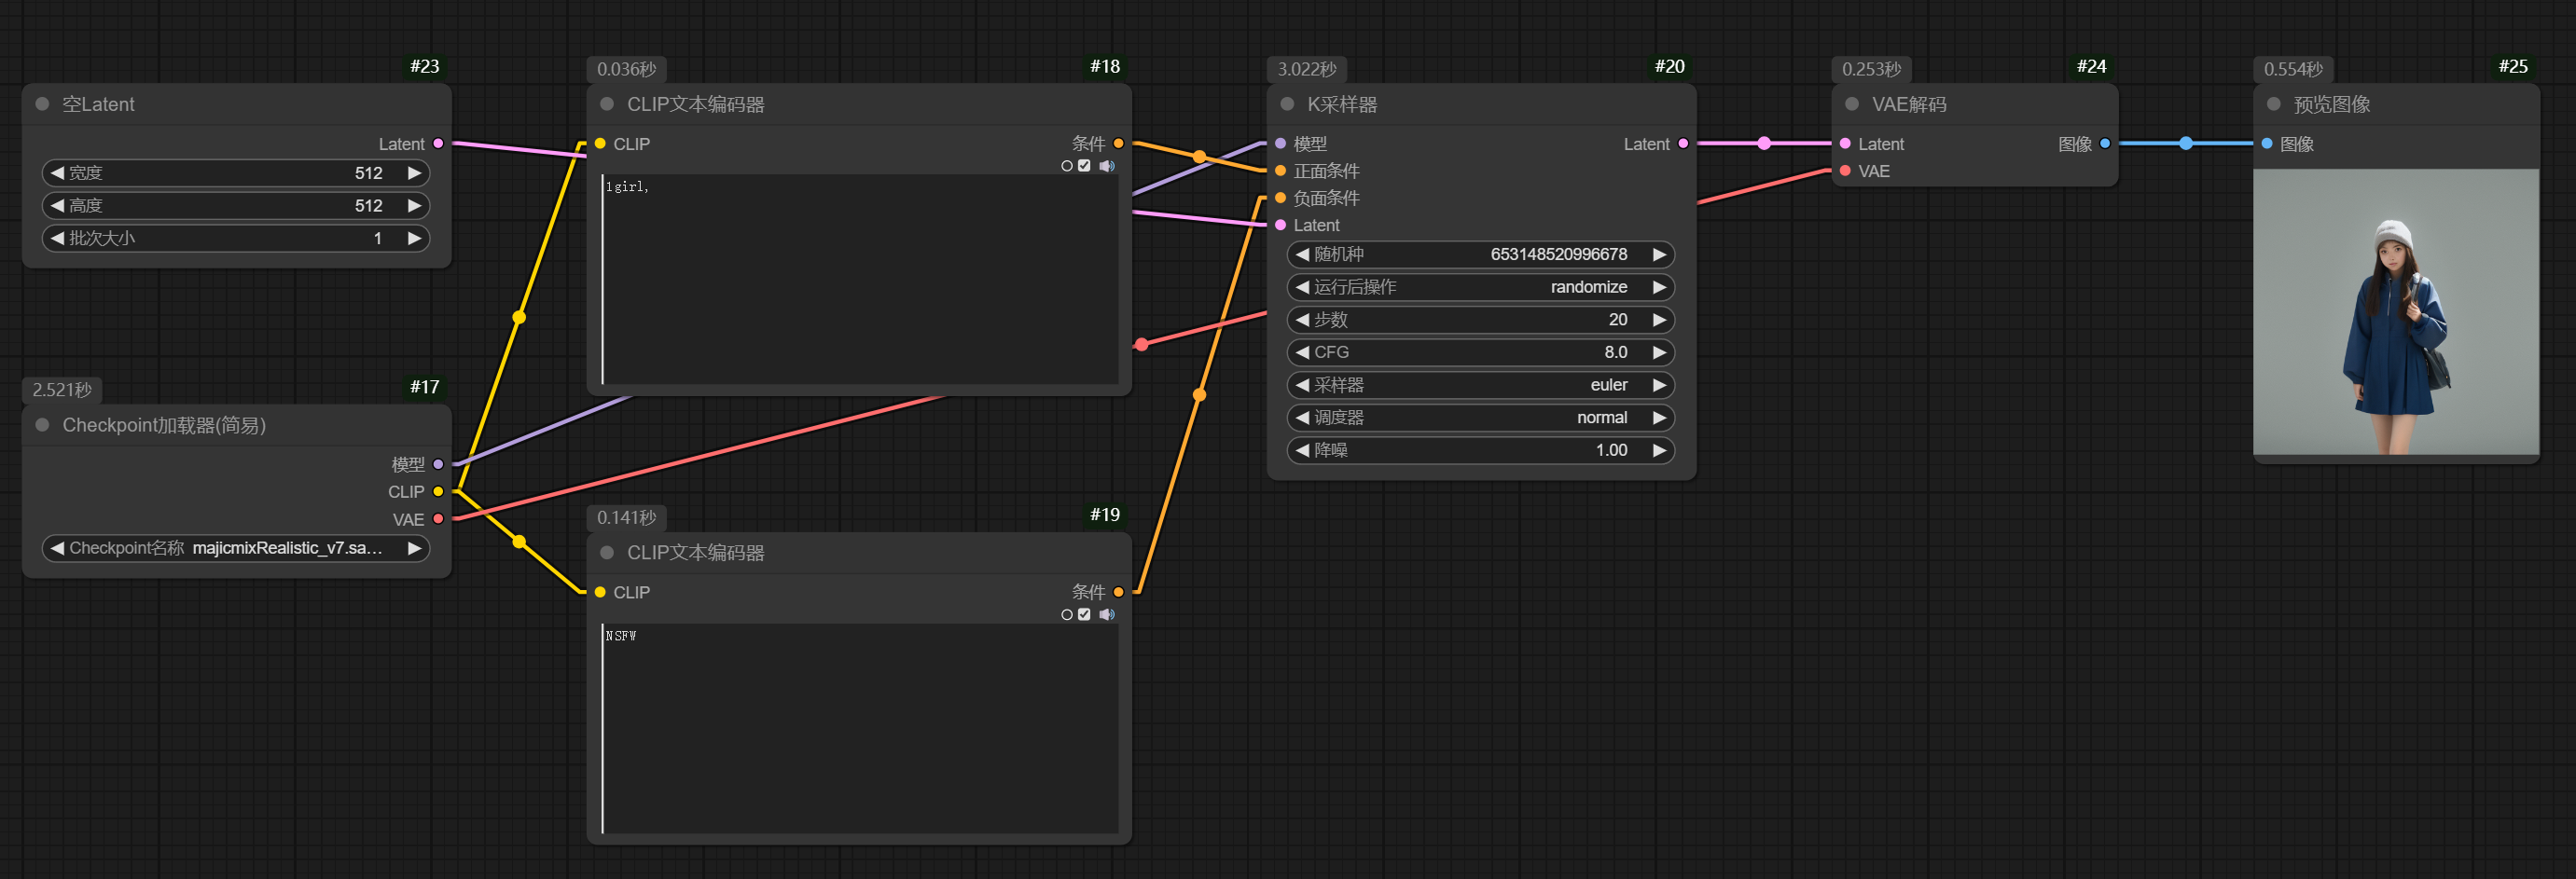 #23
空Latent
Latent
宽度 512
高度 512
批次大小 1
2.521秒 #17
Checkpoint加载器(简易)
模型
CLIP
VAE
Checkpoint名称 majicmixRealistic_v7.sa…
0.036秒 #18
CLIP文本编码器
CLIP 条件
1girl,
0.141秒 #19
CLIP文本编码器
CLIP 条件
NSFW
3.022秒 #20
K采样器
模型 Latent
正面条件
负面条件
Latent
随机种 653148520996678
运行后操作 randomize
步数 20
CFG 8.0
采样器 euler
调度器 normal
降噪 1.00
0.253秒 #24
VAE解码
Latent 图像
VAE
0.554秒 #25
预览图像
图像